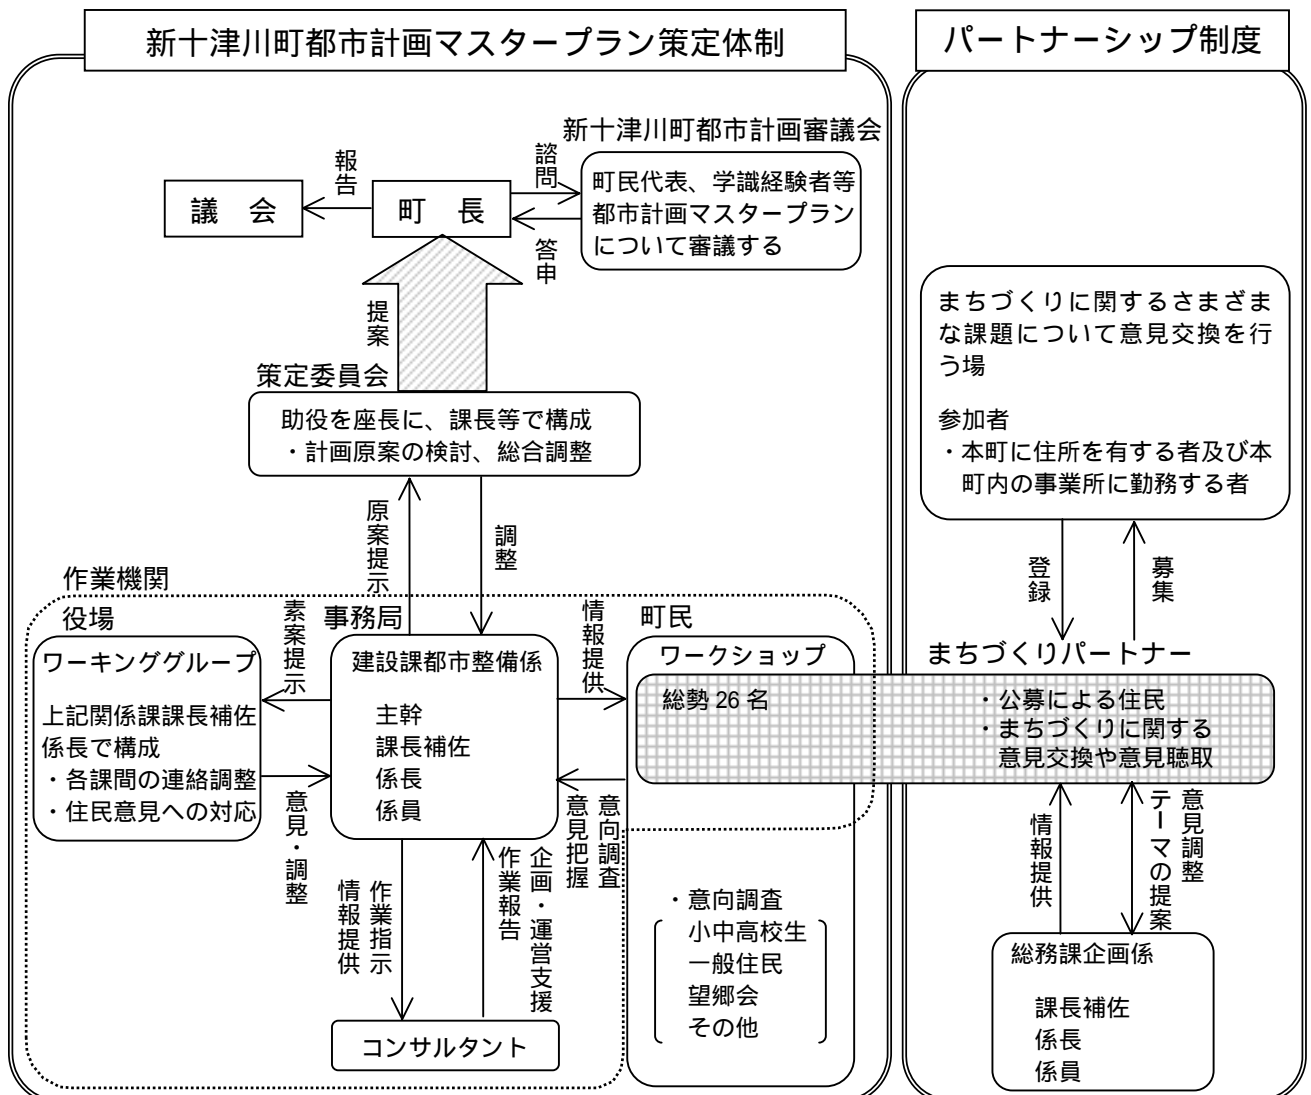 新十津川町都市計画マスタープラン策定体制
パートナーシップ制度
新十津川町都市計画審議会
議　会
報告
町　長
諮問
答申
町民代表、学識経験者等
都市計画マスタープラン
について審議する
提案
策定委員会
助役を座長に、課長等で構成
・計画原案の検討、総合調整
原案提示
調整
作業機関
役場
ワーキンググループ
上記関係課課長補佐
係長で構成
・各課間の連絡調整
・住民意見への対応
素案提示
意見・調整
事務局
建設課都市整備係
主幹
課長補佐
係長
係員
情報提供
意向調査
意見把握
作業指示
情報提供
企画・運営支援
作業報告
コンサルタント
町民
ワークショップ
総勢 26 名
・意向調査
小中高校生
一般住民
望郷会
その他
まちづくりに関するさまざま
な課題について意見交換を行
う場
参加者
・本町に住所を有する者及び本
町内の事業所に勤務する者
登録
募集
まちづくりパートナー
・公募による住民
・まちづくりに関する
意見交換や意見聴取
情報提供
意見調整
テーマの提案
総務課企画係
課長補佐
係長
係員